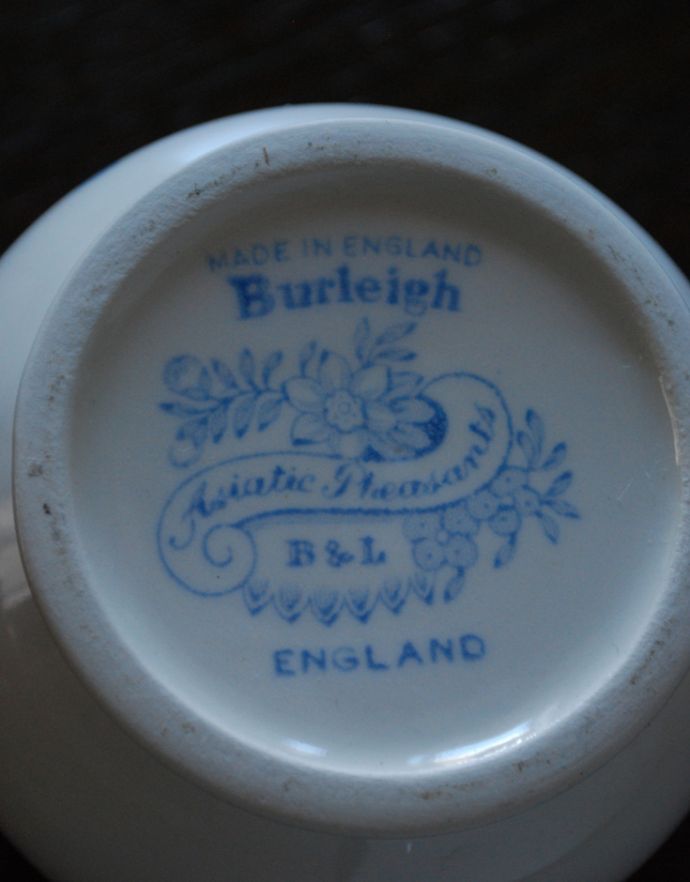 MADE IN ENGLAND
Burleigh
Asiatic Pheasants
B & L
ENGLAND